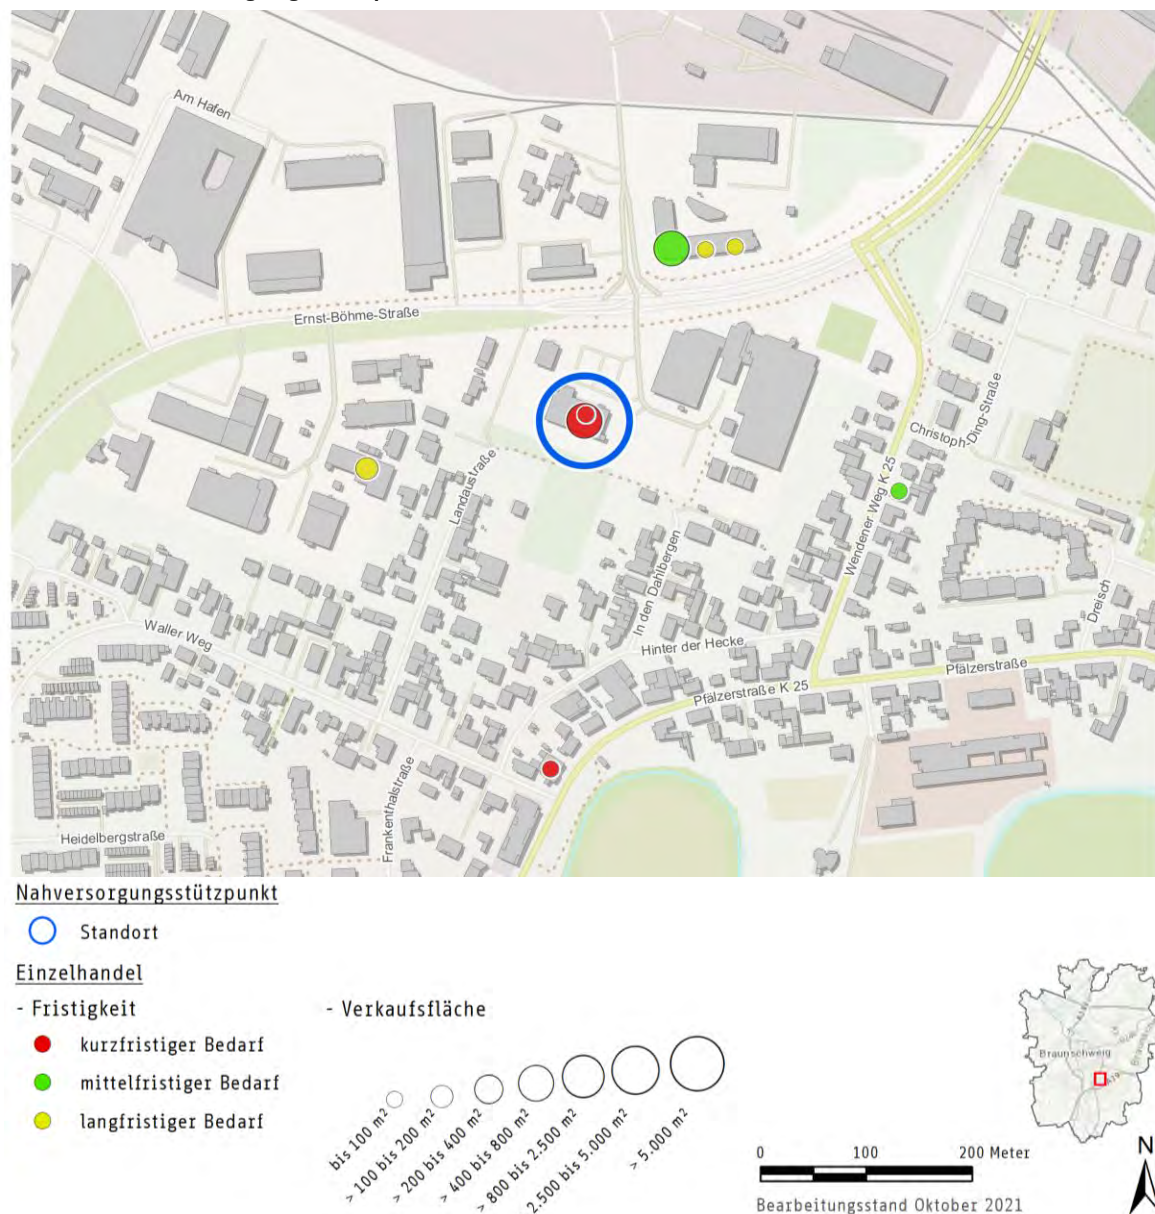 Am Hafen
Ernst-Böhme-Straße
Christoph-Ding-Straße
Landaustraße
Wendener Weg K 25
In den Dahlbergen
Dreisch
Waller Weg
Hinter der Hecke
Pfälzerstraße
Pfälzerstraße K 25
Frankenthalstraße
Heidelbergstraße
Nahversorgungsstützpunkt
Standort
Einzelhandel
- Fristigkeit
- Verkaufsfläche
kurzfristiger Bedarf
mittelfristiger Bedarf
langfristiger Bedarf
bis 100 m²
> 100 bis 200 m²
> 200 bis 400 m²
> 400 bis 800 m²
> 800 bis 2.500 m²
2.500 bis 5.000 m²
> 5.000 m²
Braunschweig
A39
0 100 200 Meter
N
Bearbeitungsstand Oktober 2021